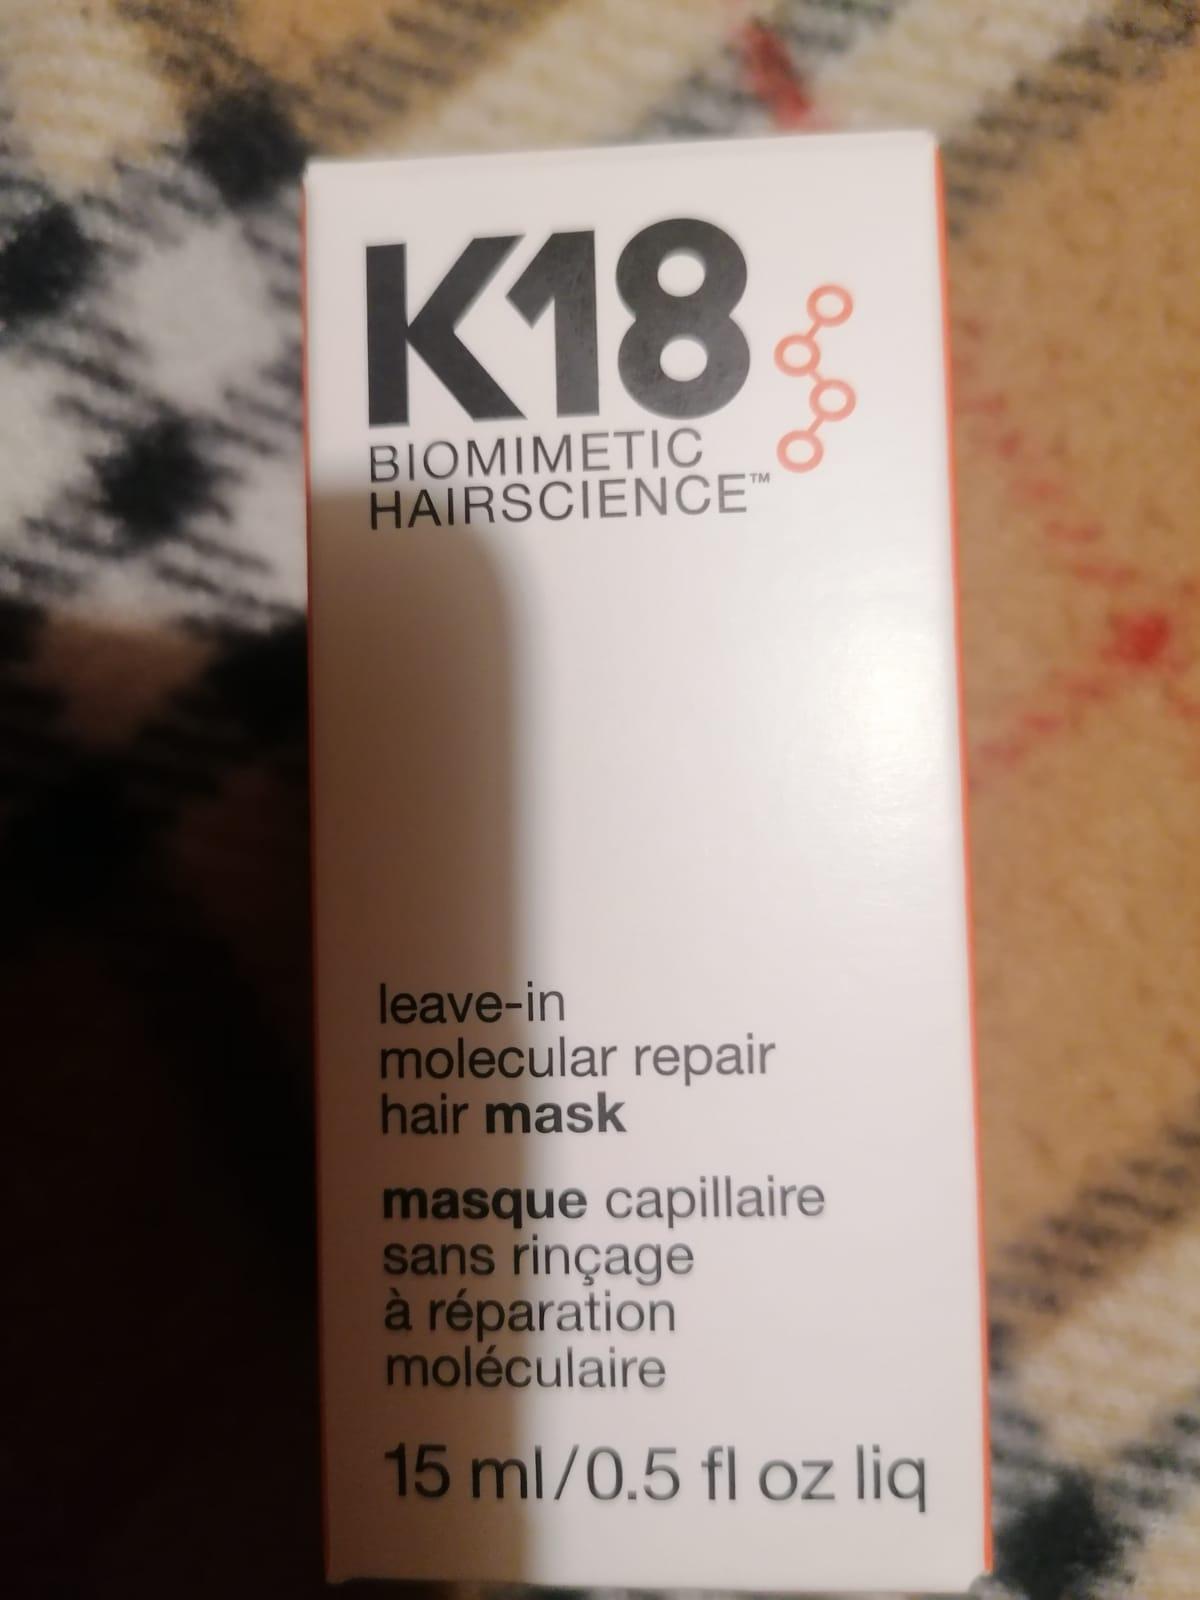 K18
BIOMIMETIC
HAIRSCIENCE™
leave-in
molecular repair
hair mask
masque capillaire
sans rinçage
à réparation
moléculaire
15 ml/0.5 fl oz liq